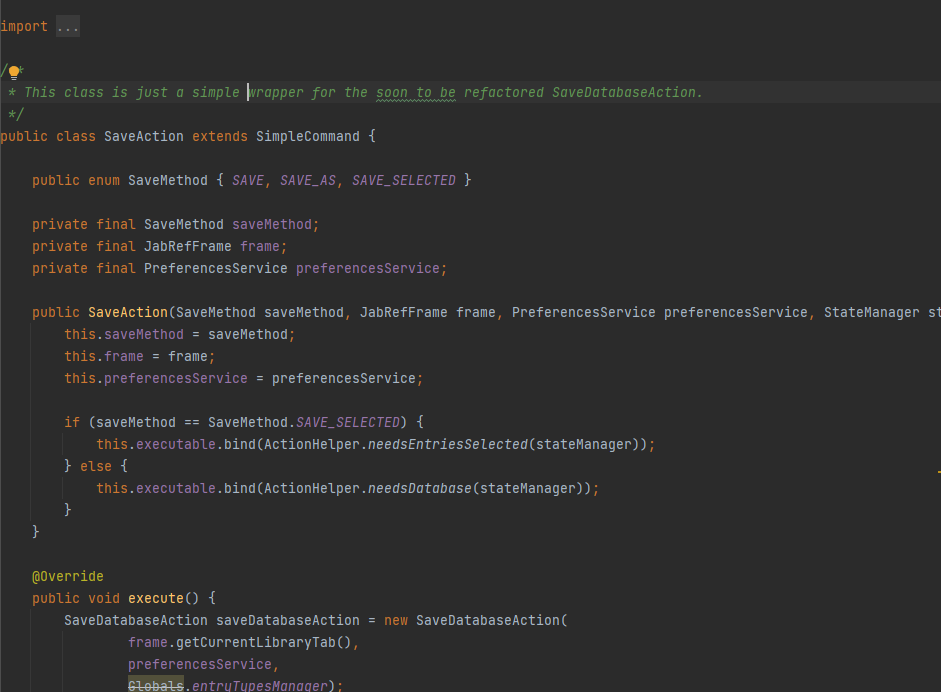 import ...
/**
 * This class is just a simple wrapper for the soon to be refactored SaveDatabaseAction.
 */
public class SaveAction extends SimpleCommand {
    public enum SaveMethod { SAVE, SAVE_AS, SAVE_SELECTED }
    private final SaveMethod saveMethod;
    private final JabRefFrame frame;
    private final PreferencesService preferencesService;
    public SaveAction(SaveMethod saveMethod, JabRefFrame frame, PreferencesService preferencesService, StateManager st
        this.saveMethod = saveMethod;
        this.frame = frame;
        this.preferencesService = preferencesService;
        if (saveMethod == SaveMethod.SAVE_SELECTED) {
            this.executable.bind(ActionHelper.needsEntriesSelected(stateManager));
        } else {
            this.executable.bind(ActionHelper.needsDatabase(stateManager));
        }
    }
    @Override
    public void execute() {
        SaveDatabaseAction saveDatabaseAction = new SaveDatabaseAction(
                frame.getCurrentLibraryTab(),
                preferencesService,
                Globals.entryTypesManager);